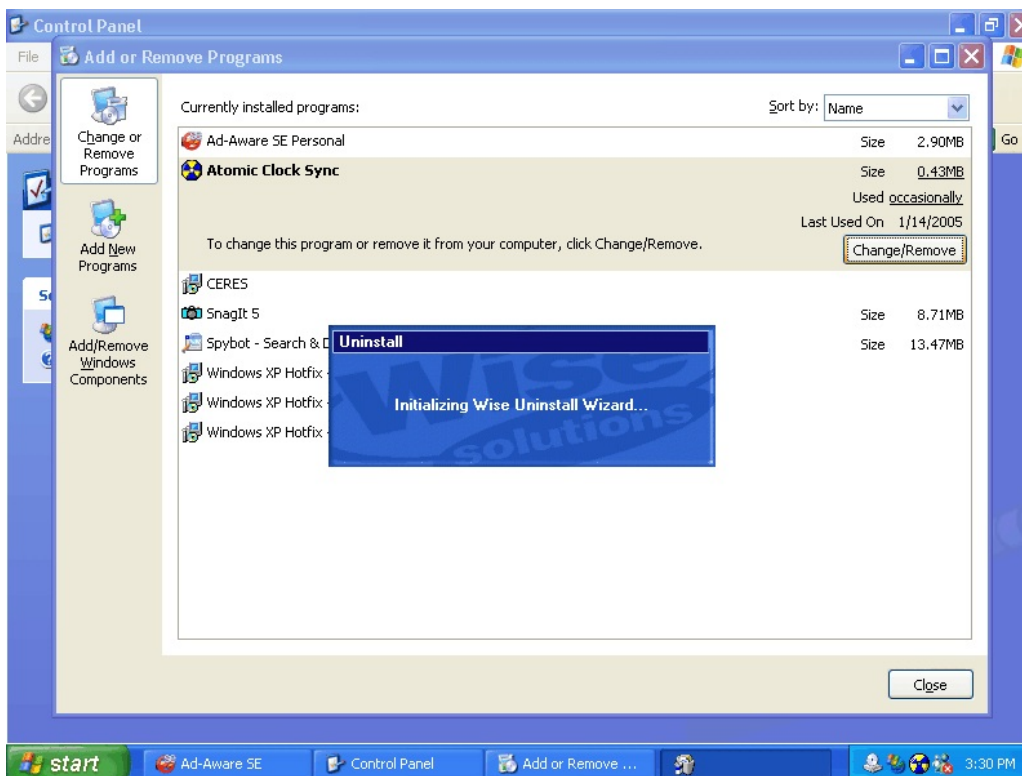 Control Panel
File
Add or Remove Programs
Addre
Go
Change or
Remove
Programs
Add New
Programs
Add/Remove
Windows
Components
Currently installed programs:
Sort by: Name
Ad-Aware SE Personal Size 2.90MB
Atomic Clock Sync Size 0.43MB
Used occasionally
Last Used On 1/14/2005
To change this program or remove it from your computer, click Change/Remove.
Change/Remove
CERES
SnagIt 5 Size 8.71MB
Spybot - Search & Size 13.47MB
Windows XP Hotfix
Windows XP Hotfix
Windows XP Hotfix
Uninstall
Wise
solutions
Initializing Wise Uninstall Wizard...
Close
start
Ad-Aware SE
Control Panel
Add or Remove ...
3:30 PM